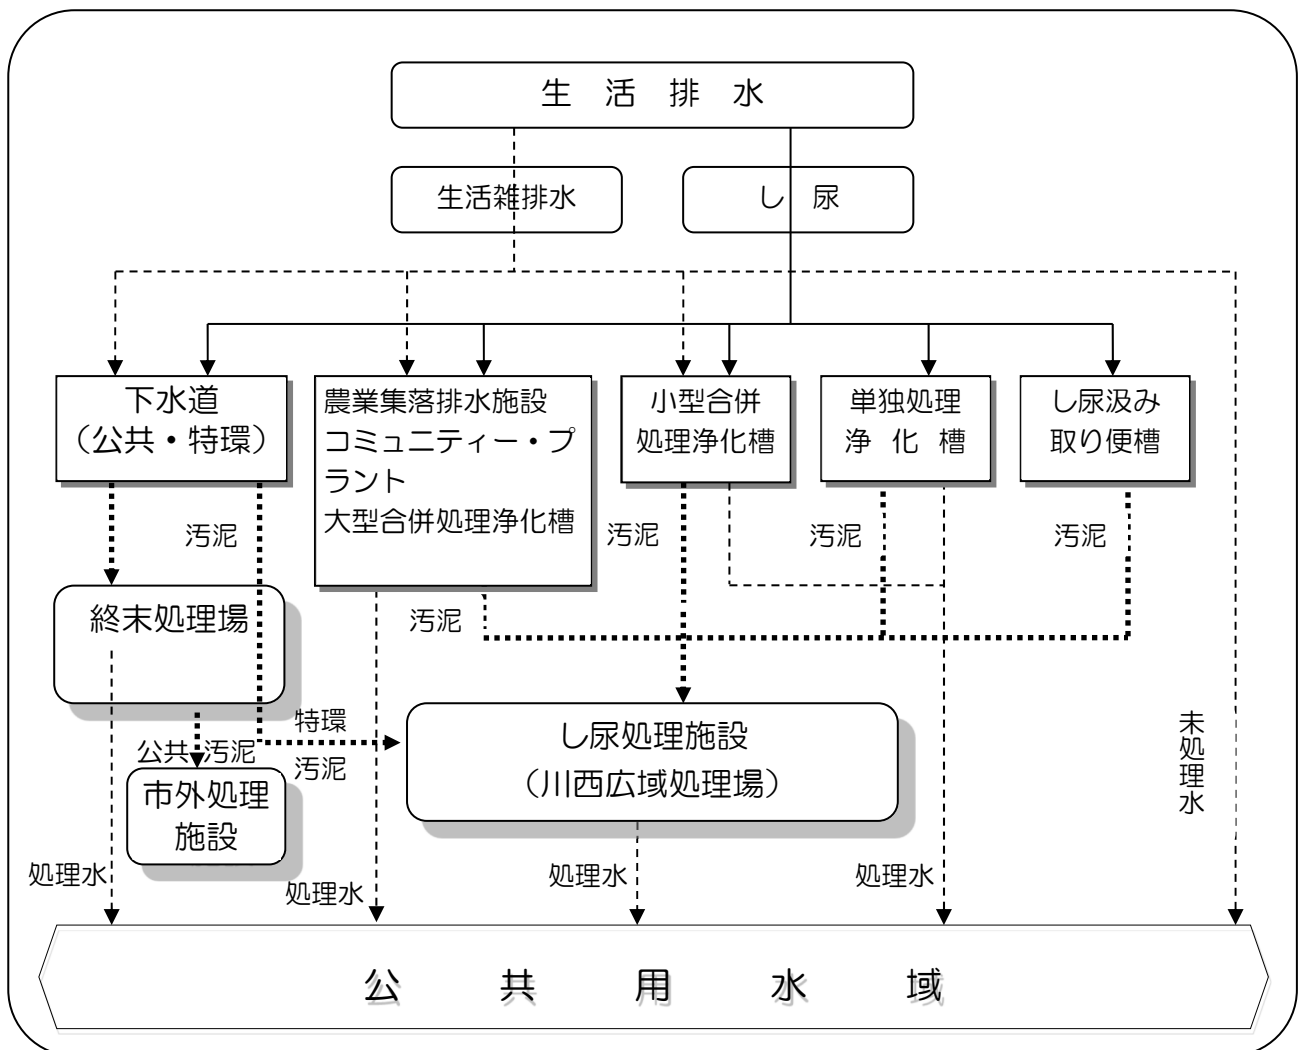 生 活 排 水
生活雑排水
し 尿
下水道
（公共・特環）
農業集落排水施設
コミュニティー・プ
ラント
大型合併処理浄化槽
小型合併
処理浄化槽
単独処理
浄 化 槽
し尿汲み
取り便槽
汚泥
汚泥
汚泥
汚泥
汚泥
終末処理場
特環
汚泥
公共 汚泥
市外処理
施設
し尿処理施設
（川西広域処理場）
未処理水
処理水
処理水
処理水
処理水
公 共 用 水 域